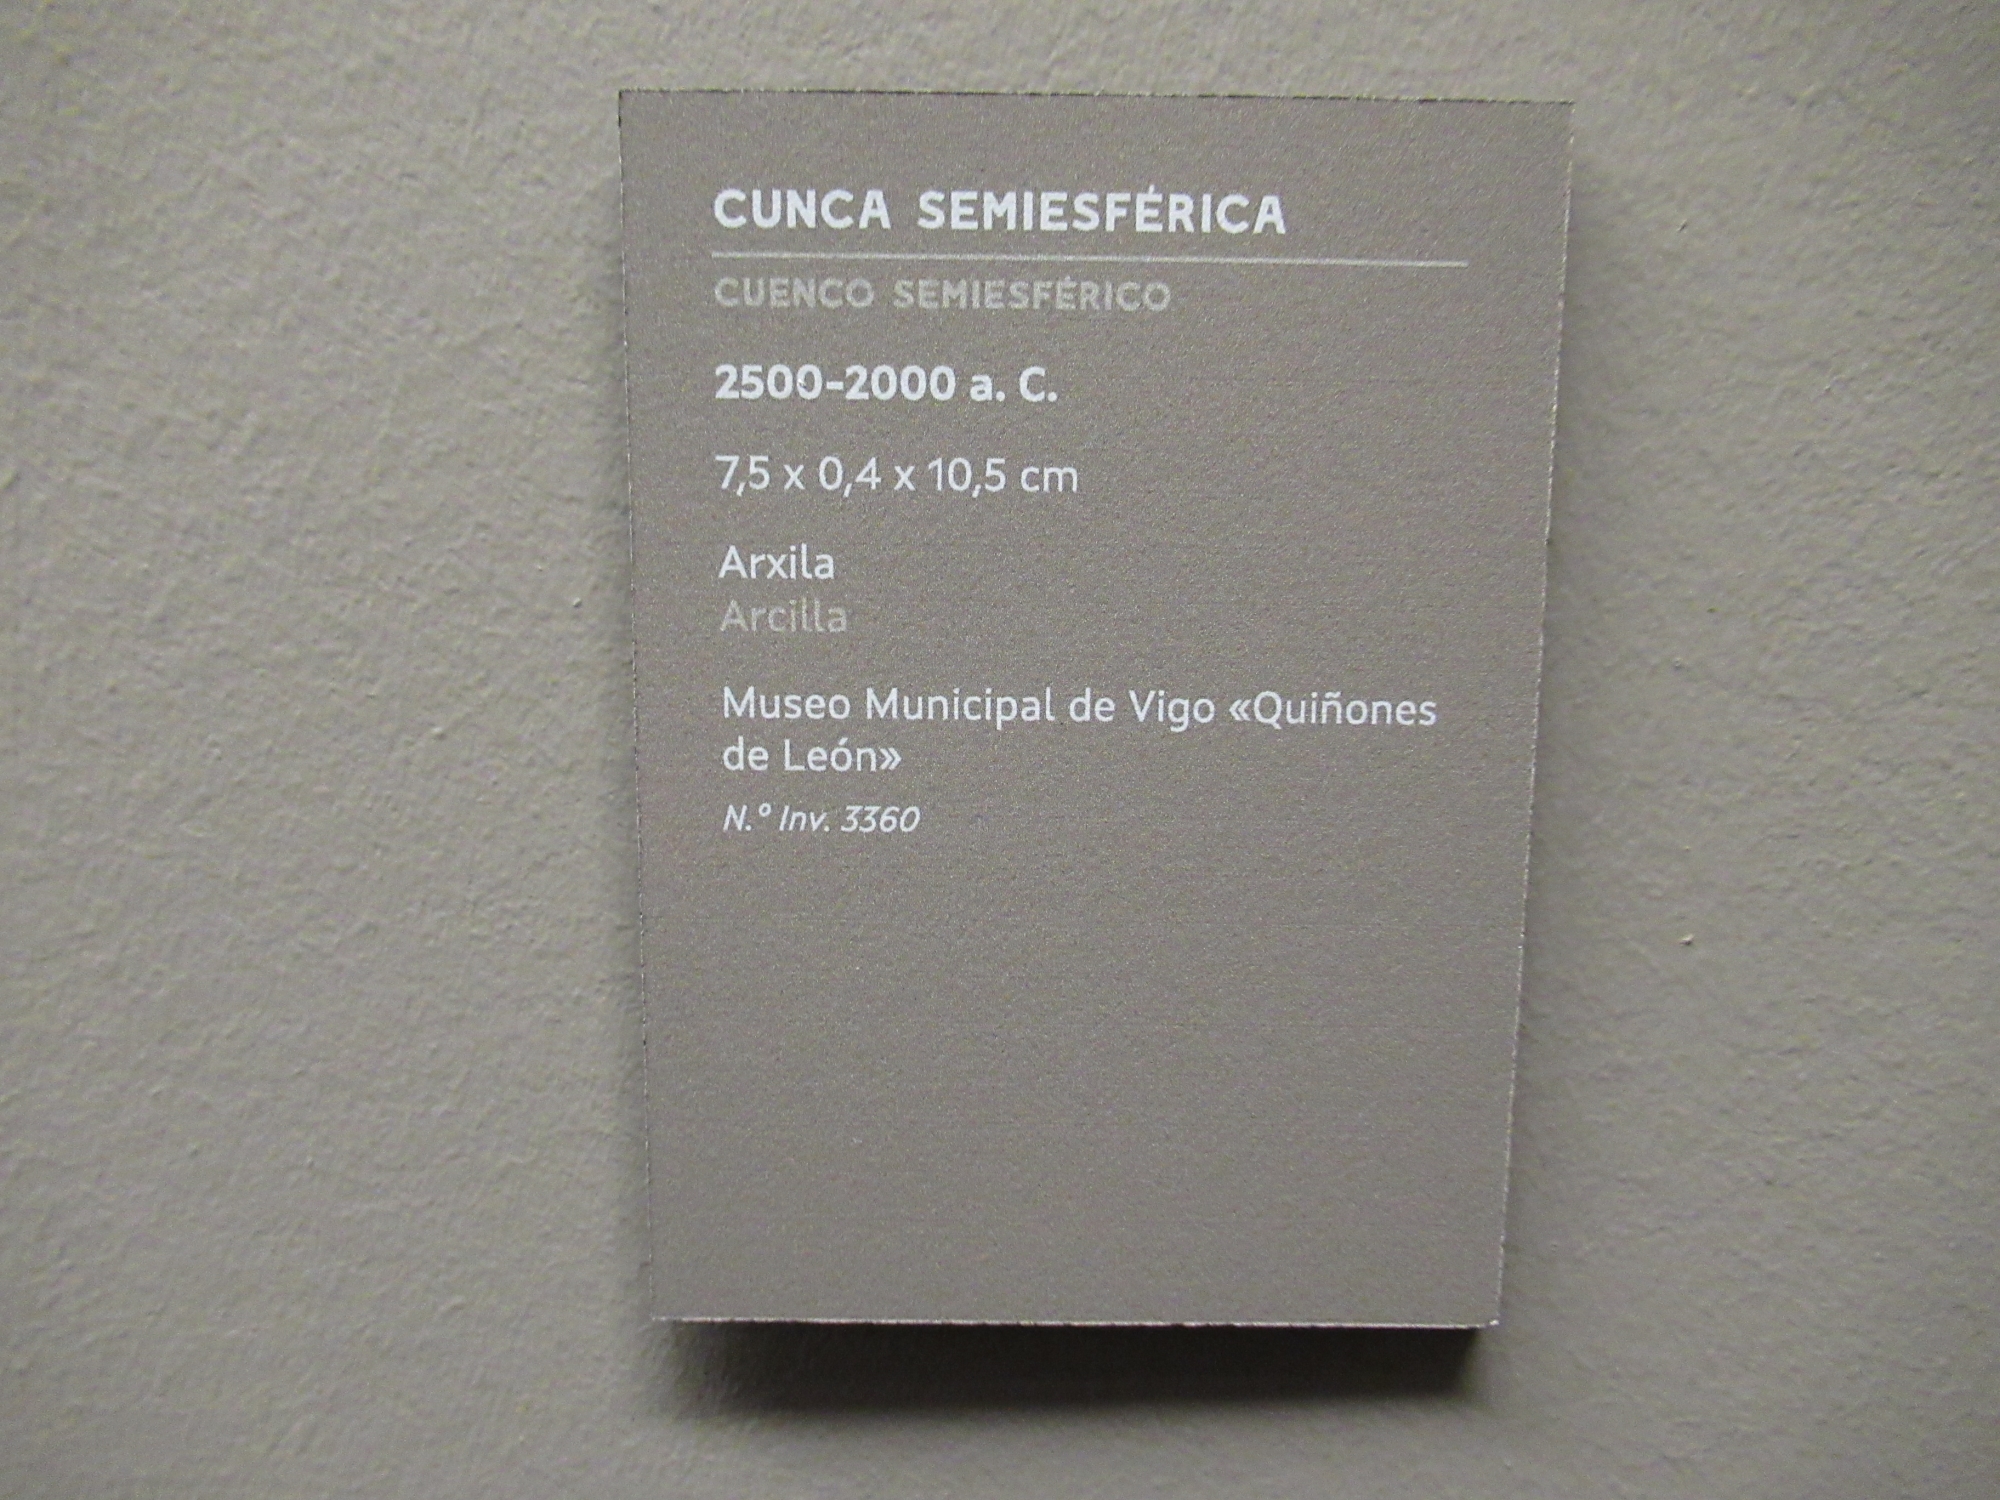 CUNCA SEMIESFÉRICA
CUENCO SEMIESFÉRICO
2500-2000 a. C.
7,5 x 0,4 x 10,5 cm
Arxila
Arcilla
Museo Municipal de Vigo «Quiñones
de León»
N.º Inv. 3360